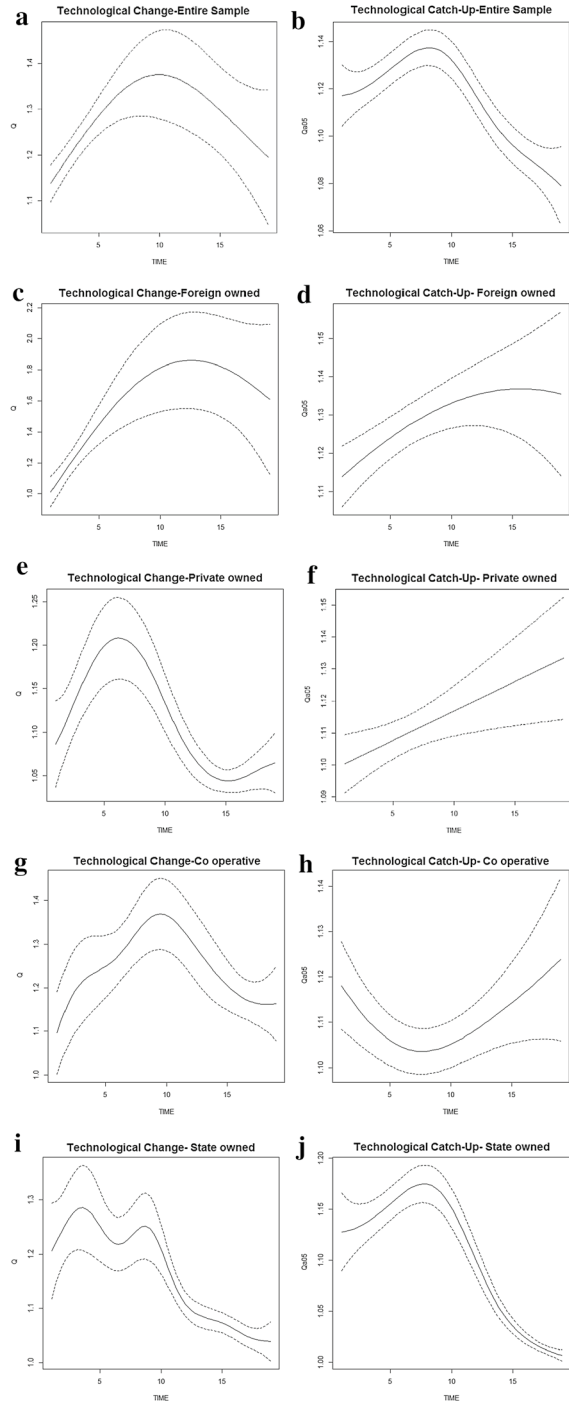 a
Technological Change-Entire Sample
Q
1.1
1.2
1.3
1.4
5
10
15
TIME
b
Technological Catch-Up-Entire Sample
Qa05
1.06
1.08
1.10
1.12
1.14
5
10
15
TIME
c
Technological Change-Foreign owned
Q
1.0
1.2
1.4
1.6
1.8
2.0
2.2
5
10
15
TIME
d
Technological Catch-Up- Foreign owned
Qa05
1.11
1.12
1.13
1.14
1.15
5
10
15
TIME
e
Technological Change-Private owned
Q
1.05
1.10
1.15
1.20
1.25
5
10
15
TIME
f
Technological Catch-Up- Private owned
Qa05
1.09
1.10
1.11
1.12
1.13
1.14
1.15
5
10
15
TIME
g
Technological Change-Co operative
Q
1.0
1.1
1.2
1.3
1.4
5
10
15
TIME
h
Technological Catch-Up- Co operative
Qa05
1.10
1.11
1.12
1.13
1.14
5
10
15
TIME
i
Technological Change- State owned
Q
1.0
1.1
1.2
1.3
5
10
15
TIME
j
Technological Catch-Up- State owned
Qa05
1.00
1.05
1.10
1.15
1.20
5
10
15
TIME